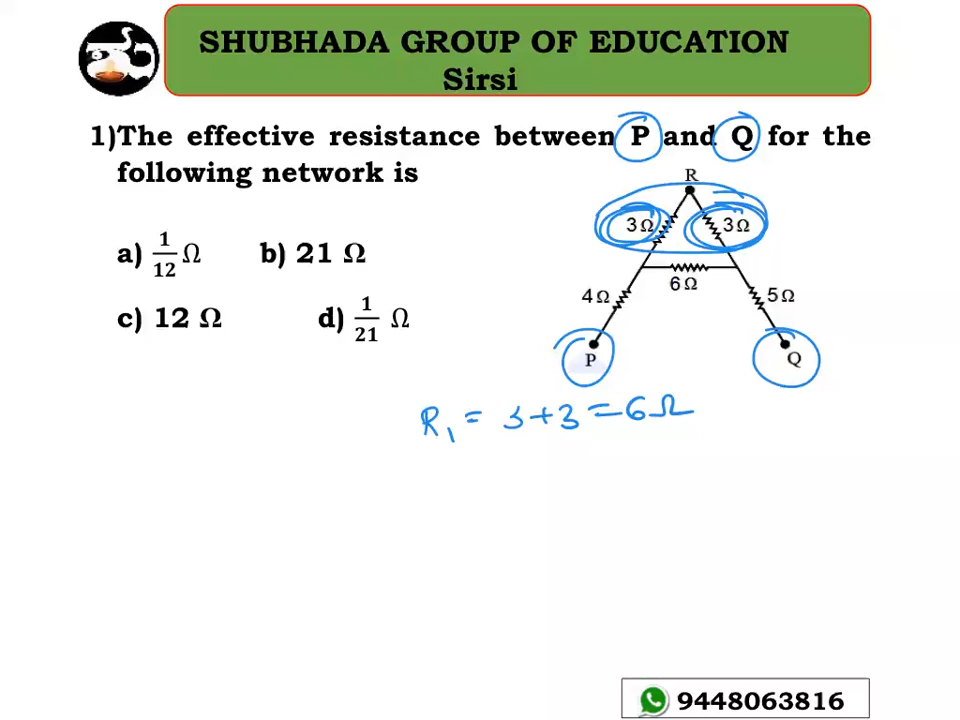 SHUBHADA GROUP OF EDUCATION
Sirsi
1)The effective resistance between P and Q for the
following network is
a) 1/12 Ω b) 21 Ω
c) 12 Ω d) 1/21 Ω
R
3Ω 3Ω
6Ω
4Ω 5Ω
P Q
R₁ = 3+3 = 6Ω
9448063816